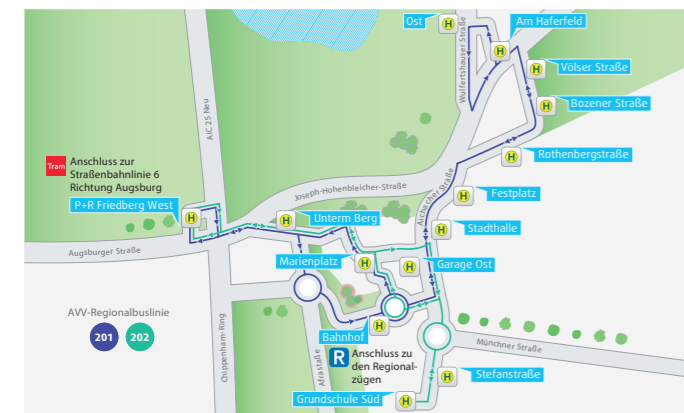 Ost
H
Am Haferfeld
H
Wulfertshauser Straße
H
Völser Straße
H
Bozener Straße
AIC 25 Neu
H
Rothenbergstraße
Tram
Anschluss zur
Straßenbahnlinie 6
Richtung Augsburg
Joseph-Hohenbleicher-Straße
Aichacher Straße
H
Festplatz
P+R Friedberg West
H
H
Unterm Berg
H
Stadthalle
Augsburger Straße
Marienplatz
H
H
Garage Ost
AVV-Regionalbuslinie
201
202
Chippenham-Ring
Afrastaße
Bahnhof
H
R
Anschluss zu
den Regional-
zügen
Münchner Straße
H
Stefanstraße
Grundschule Süd
H